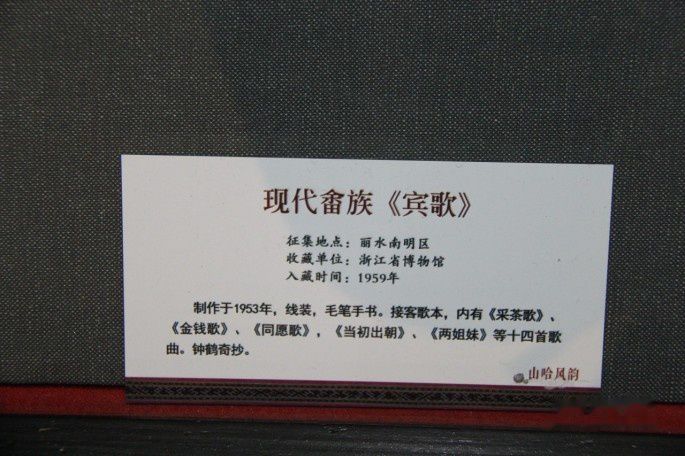 现代畲族《宾歌》
征集地点：丽水南明区
收藏单位：浙江省博物馆
入藏时间：1959年
制作于1953年，线装，毛笔手书。接客歌本，内有《采茶歌》、
《金钱歌》、《同愿歌》，《当初出朝》、《两姐妹》等十四首歌
曲。钟鹤奇抄。
山哈风韵